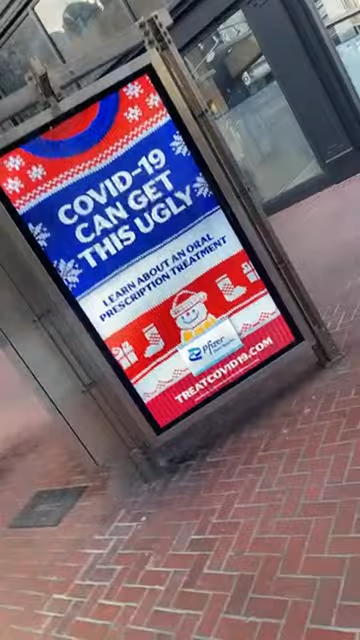 COVID-19
CAN GET
THIS UGLY
LEARN ABOUT AN ORAL
PRESCRIPTION TREATMENT
Pfizer
TREATCOVID19.COM